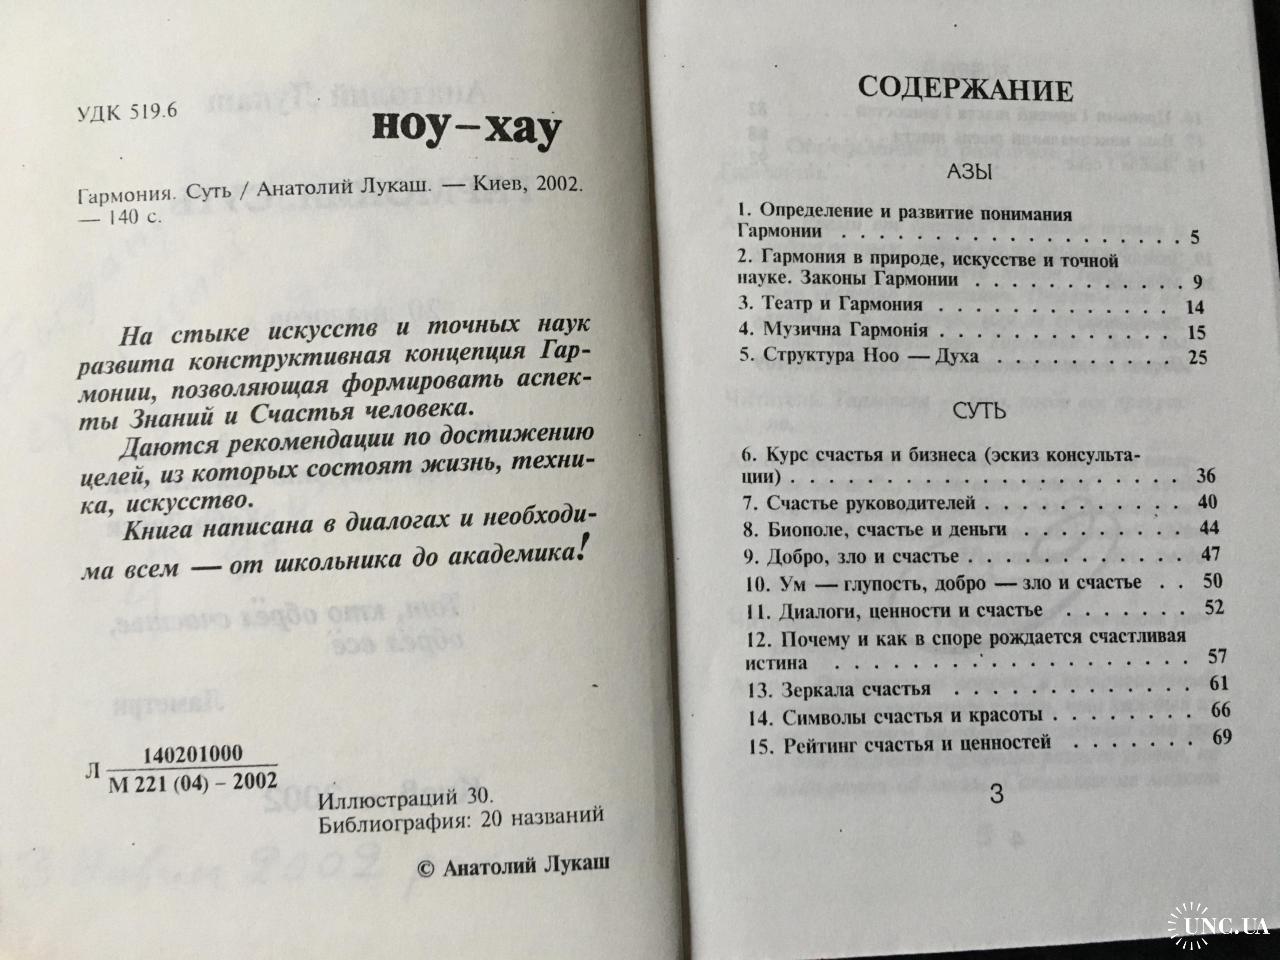 УДК 519.6
ноу-хау
Гармония. Суть / Анатолий Лукаш. — Киев, 2002.
— 140 с.
На стыке искусств и точных наук
развита конструктивная концепция Гар-
монии, позволяющая формировать аспек-
ты Знаний и Счастья человека.
Даются рекомендации по достижению
целей, из которых состоят жизнь, техни-
ка, искусство.
Книга написана в диалогах и необходи-
ма всем — от школьника до академика!
140201000
Л
М 221 (04) – 2002
Иллюстраций 30.
Библиография: 20 названий
© Анатолий Лукаш
СОДЕРЖАНИЕ
АЗЫ
1. Определение и развитие понимания
Гармонии . . . . . . . . . . . . . . . . . . . . 5
2. Гармония в природе, искусстве и точной
науке. Законы Гармонии . . . . . . . . . . . . 9
3. Театр и Гармония . . . . . . . . . . . . . . 14
4. Музична Гармонія . . . . . . . . . . . . . . 15
5. Структура Ноо — Духа . . . . . . . . . . 25
СУТЬ
6. Курс счастья и бизнеса (эскиз консульта-
ции) . . . . . . . . . . . . . . . . . . . . . . . 36
7. Счастье руководителей . . . . . . . . . . . . 40
8. Биополе, счастье и деньги . . . . . . . . . . 44
9. Добро, зло и счастье . . . . . . . . . . . . . 47
10. Ум — глупость, добро — зло и счастье . . 50
11. Диалоги, ценности и счастье . . . . . . . 52
12. Почему и как в споре рождается счастливая
истина . . . . . . . . . . . . . . . . . . . . . 57
13. Зеркала счастья . . . . . . . . . . . . . . 61
14. Символы счастья и красоты . . . . . . . . 66
15. Рейтинг счастья и ценностей . . . . . . . 69
3
UNC.UA